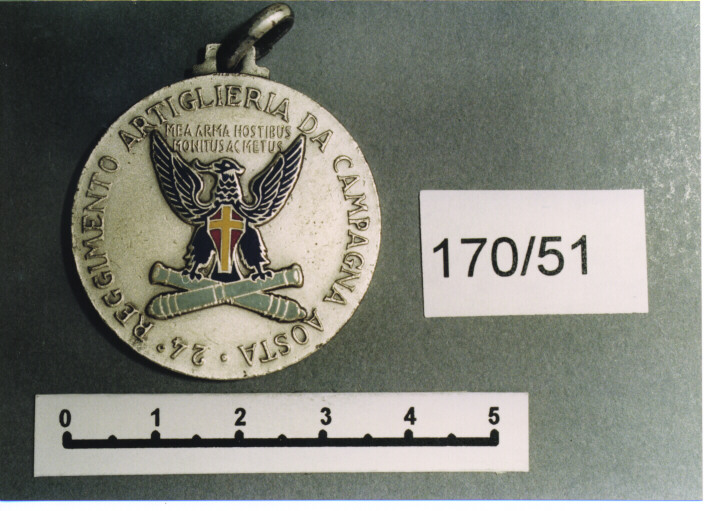 24° REGGIMENTO ARTIGLIERIA DA CAMPAGNA AOSTA ·
MEA ARMA HOSTIBUS
MONITUS AC METUS
170/51
0 1 2 3 4 5